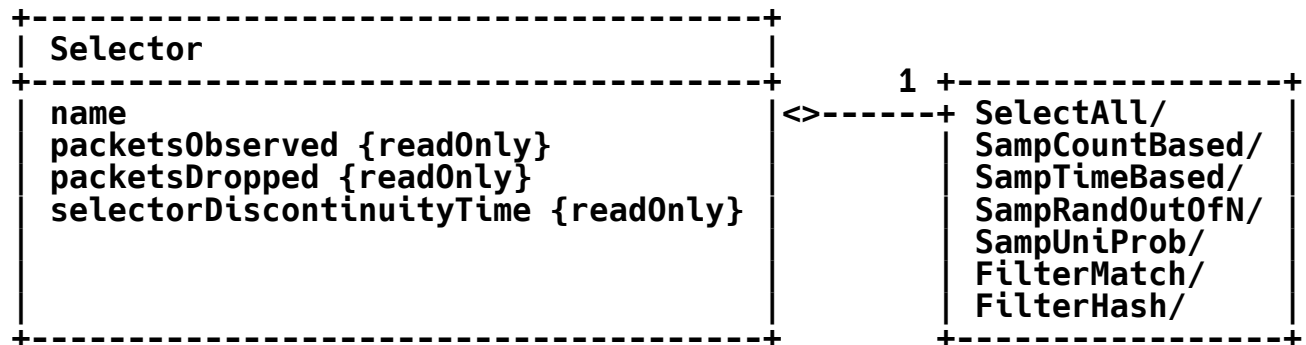 +---------------------------------------+
| Selector                              |
+---------------------------------------+      1 +----------------+
| name                                  |<>------+ SelectAll/     |
| packetsObserved {readOnly}            |        | SampCountBased/ |
| packetsDropped {readOnly}             |        | SampTimeBased/ |
| selectorDiscontinuityTime {readOnly}  |        | SampRandOutOfN/ |
|                                       |        | SampUniProb/   |
|                                       |        | FilterMatch/   |
|                                       |        | FilterHash/    |
+---------------------------------------+        +----------------+